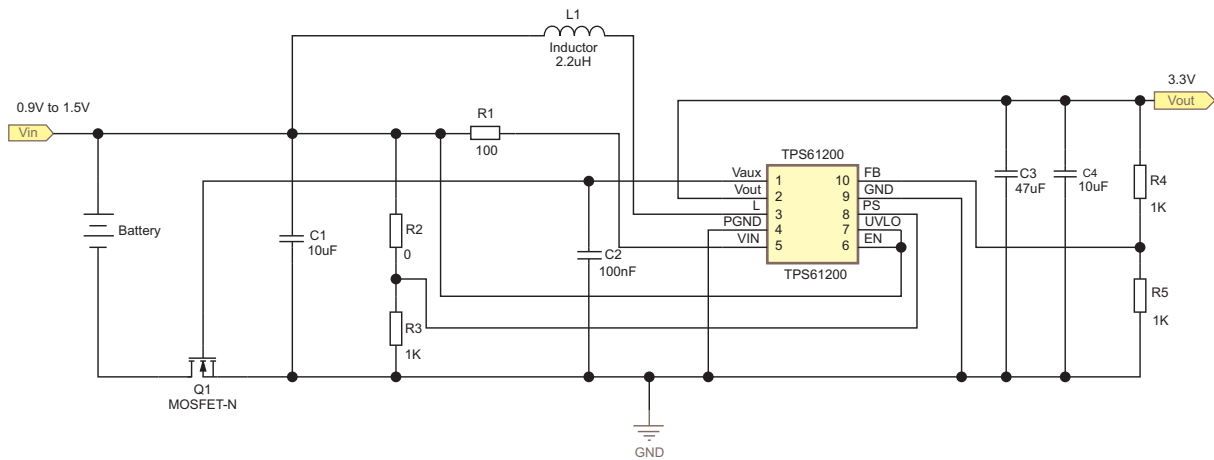 L1
Inductor
2.2uH
3.3V
Vout
0.9V to 1.5V
Vin
R1
100
TPS61200
Vaux
1
10
FB
Vout
2
9
GND
L
3
8
PS
PGND
4
7
UVLO
VIN
5
6
EN
TPS61200
C3
47uF
C4
10uF
R4
1K
Battery
C1
10uF
R2
0
C2
100nF
R3
1K
R5
1K
Q1
MOSFET-N
GND